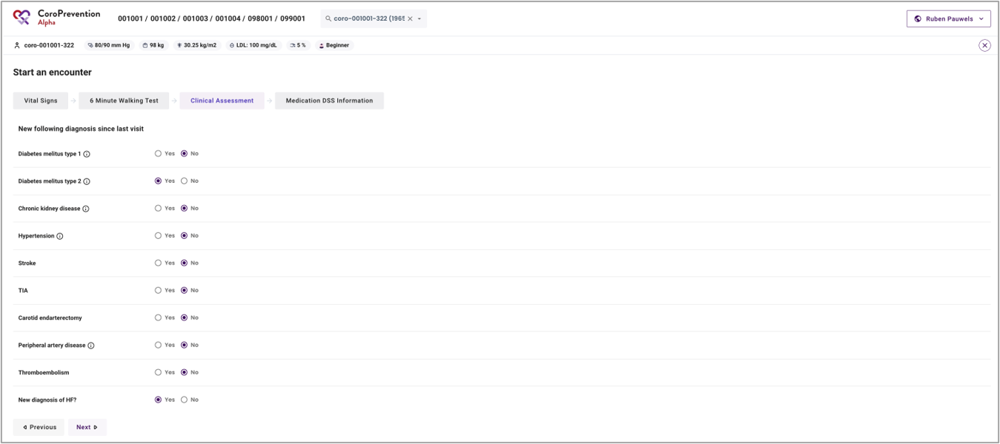 CoroPrevention
Alpha
001001 / 001002 / 001003 / 001004 / 098001 / 099001
coro-001001-322 (1965
Ruben Pauwels
coro-001001-322 80/90 mm Hg 98 kg 30.25 kg/m2 LDL: 100 mg/dL 5 % Beginner
Start an encounter
Vital Signs 6 Minute Walking Test Clinical Assessment Medication DSS Information
New following diagnosis since last visit
Diabetes melitus type 1 Yes No
Diabetes melitus type 2 Yes No
Chronic kidney disease Yes No
Hypertension Yes No
Stroke Yes No
TIA Yes No
Carotid endarterectomy Yes No
Peripheral artery disease Yes No
Thromboembolism Yes No
New diagnosis of HF? Yes No
Previous Next